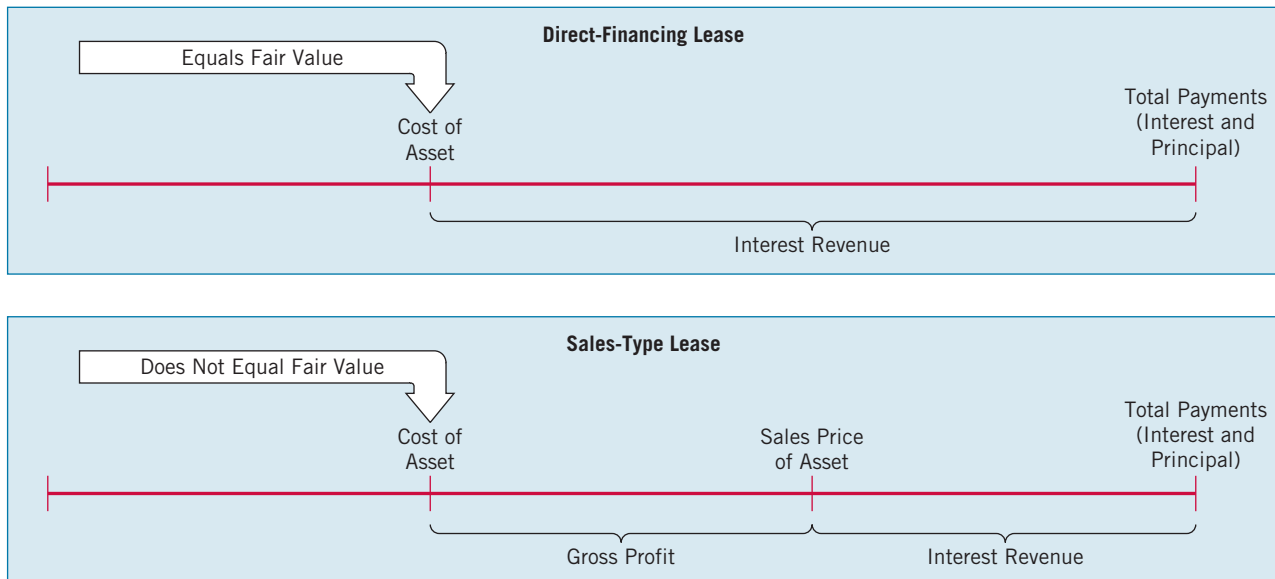 Direct-Financing Lease
Equals Fair Value
Cost of
Asset
Total Payments
(Interest and
Principal)
Interest Revenue
Sales-Type Lease
Does Not Equal Fair Value
Cost of
Asset
Sales Price
of Asset
Total Payments
(Interest and
Principal)
Gross Profit
Interest Revenue